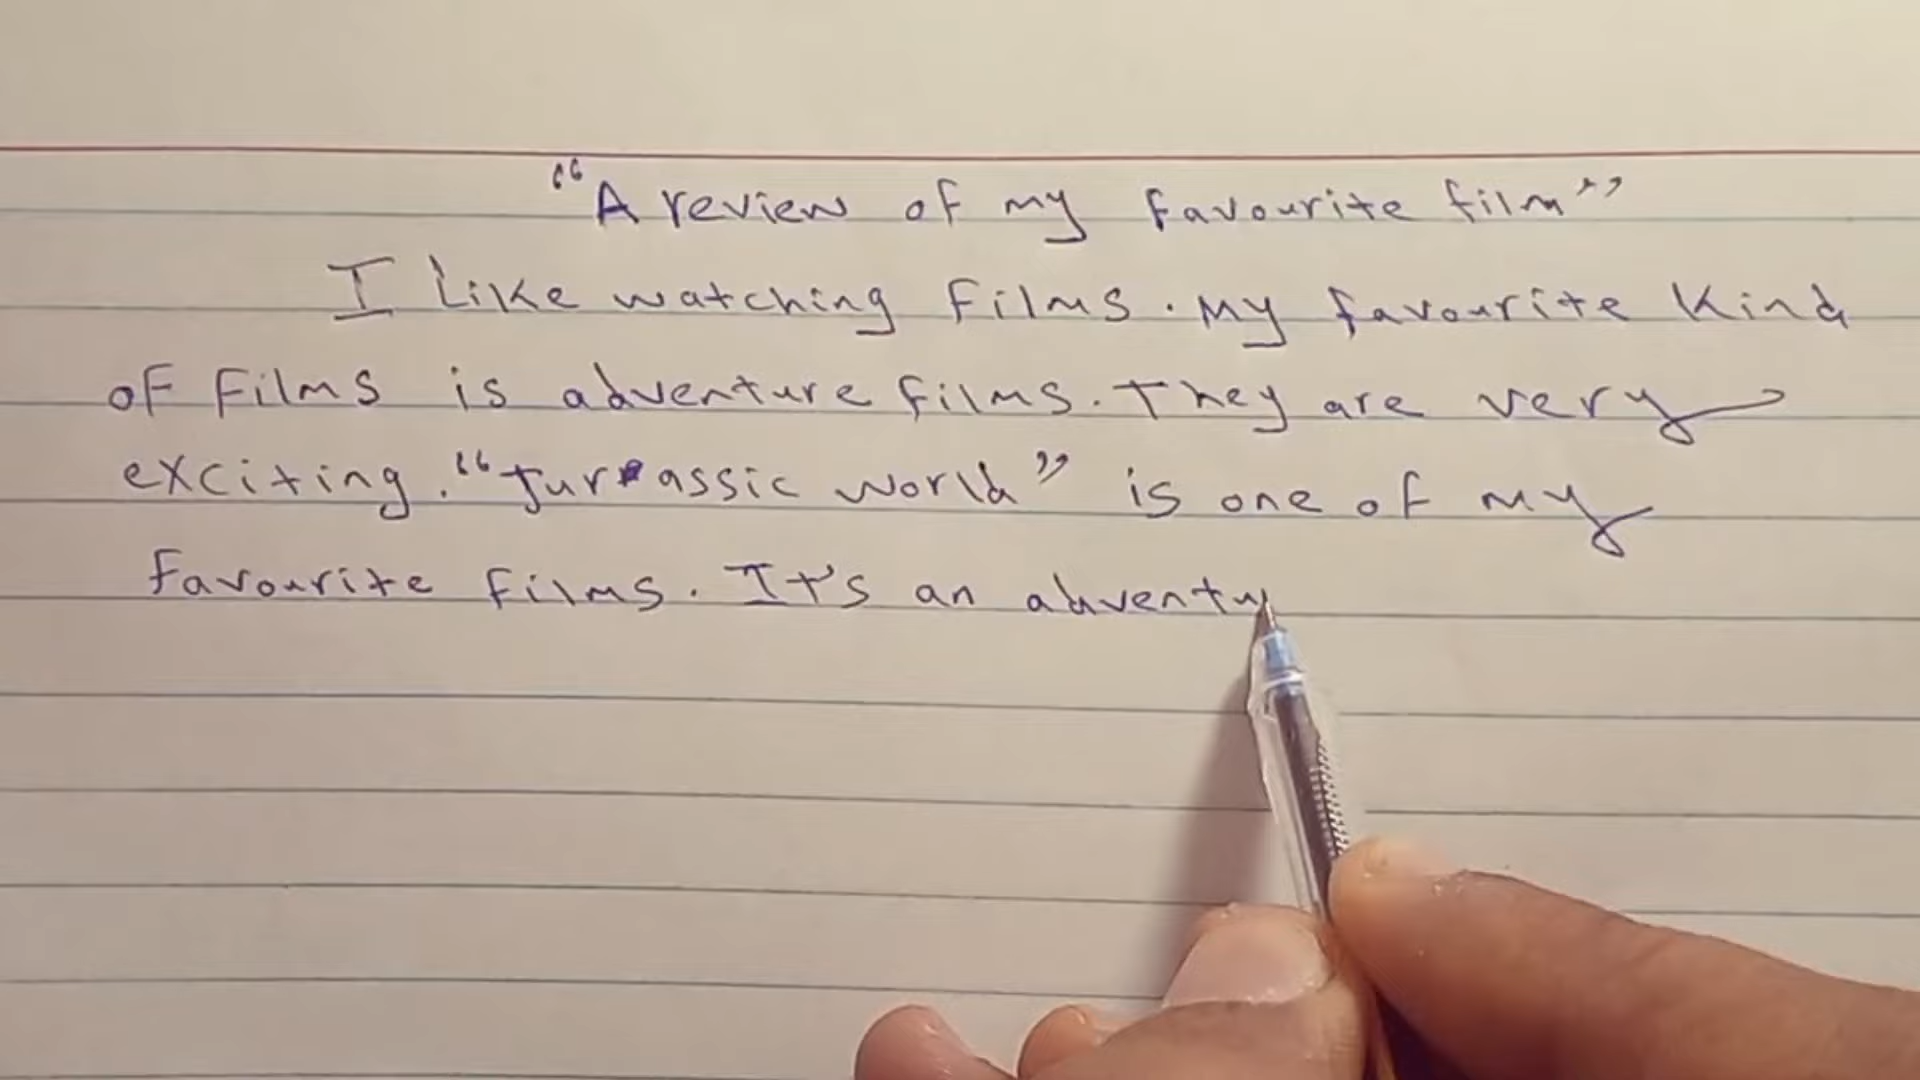 "A review of my favourite film"
I Like watching films. My favourite kind
of films is adventure films. They are very
exciting. "Jurassic world" is one of my
favourite films. It's an adventu